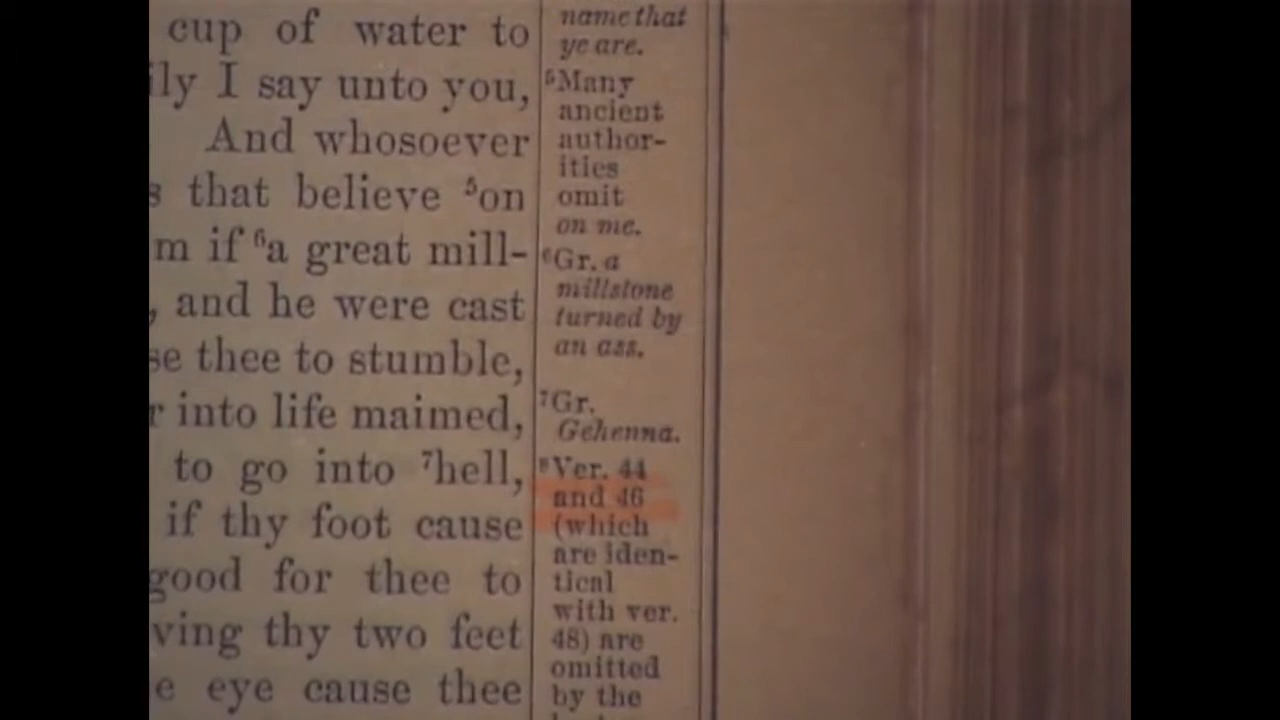 cup of water to
ily I say unto you,
And whosoever
s that believe ⁵on
m if ⁶a great mill-
, and he were cast
se thee to stumble,
r into life maimed,
to go into ⁷hell,
if thy foot cause
good for thee to
ving thy two feet
e eye cause thee
name that
ye are.
⁵Many
ancient
author-
ities
omit
on me.
⁶Gr. a
millstone
turned by
an ass.
⁷Gr.
Gehenna.
⁸Ver. 44
and 46
(which
are iden-
tical
with ver.
48) are
omitted
by the